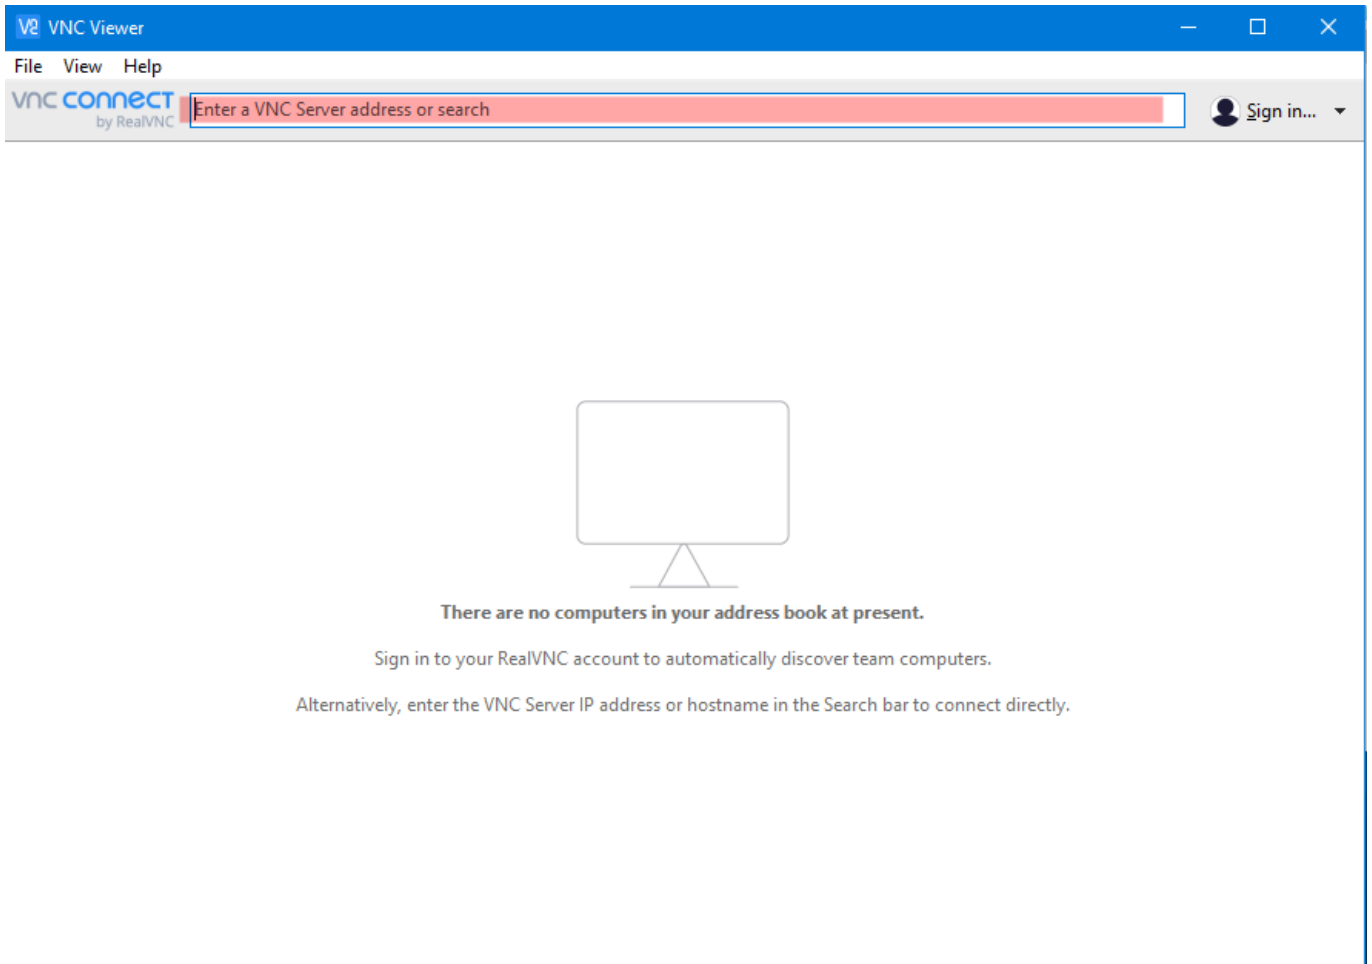 V2 VNC Viewer
File View Help
vnc connect
by RealVNC
Enter a VNC Server address or search
Sign in...
There are no computers in your address book at present.
Sign in to your RealVNC account to automatically discover team computers.
Alternatively, enter the VNC Server IP address or hostname in the Search bar to connect directly.